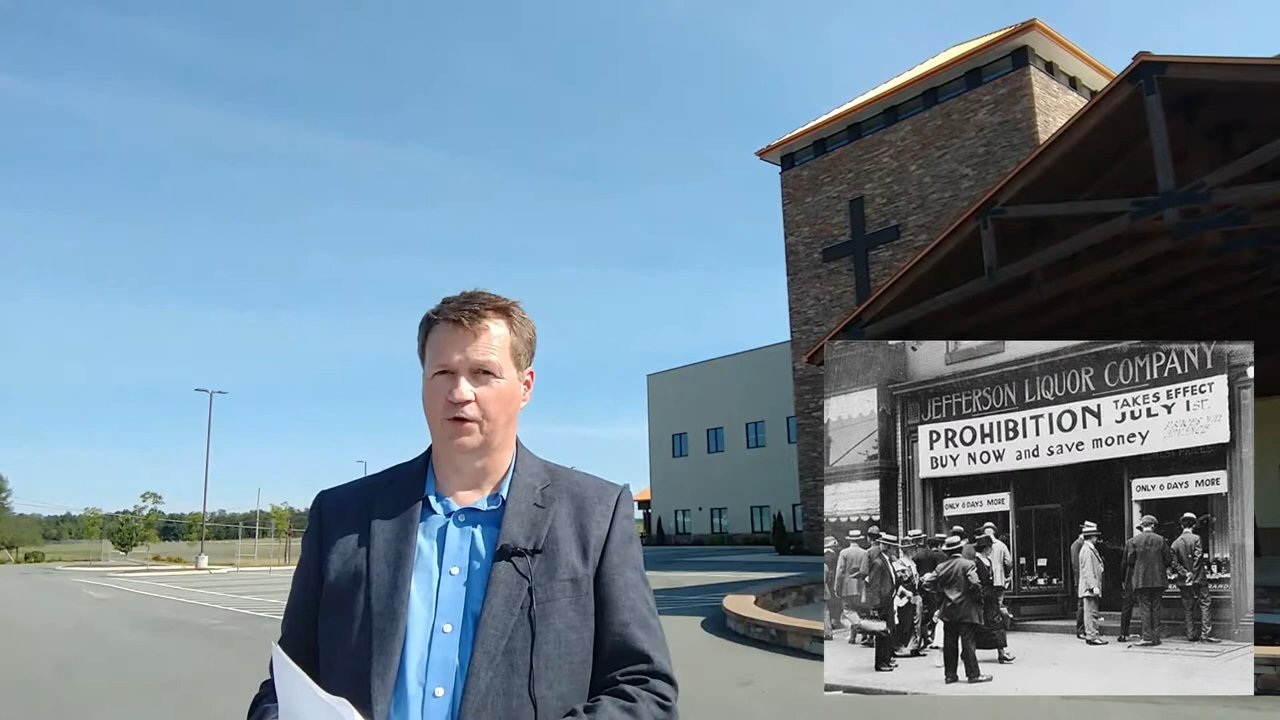 JEFFERSON LIQUOR COMPANY
PROHIBITION TAKES EFFECT JULY 1ST.
BUY NOW and save money
ONLY 6 DAYS MORE
ONLY 6 DAYS MORE